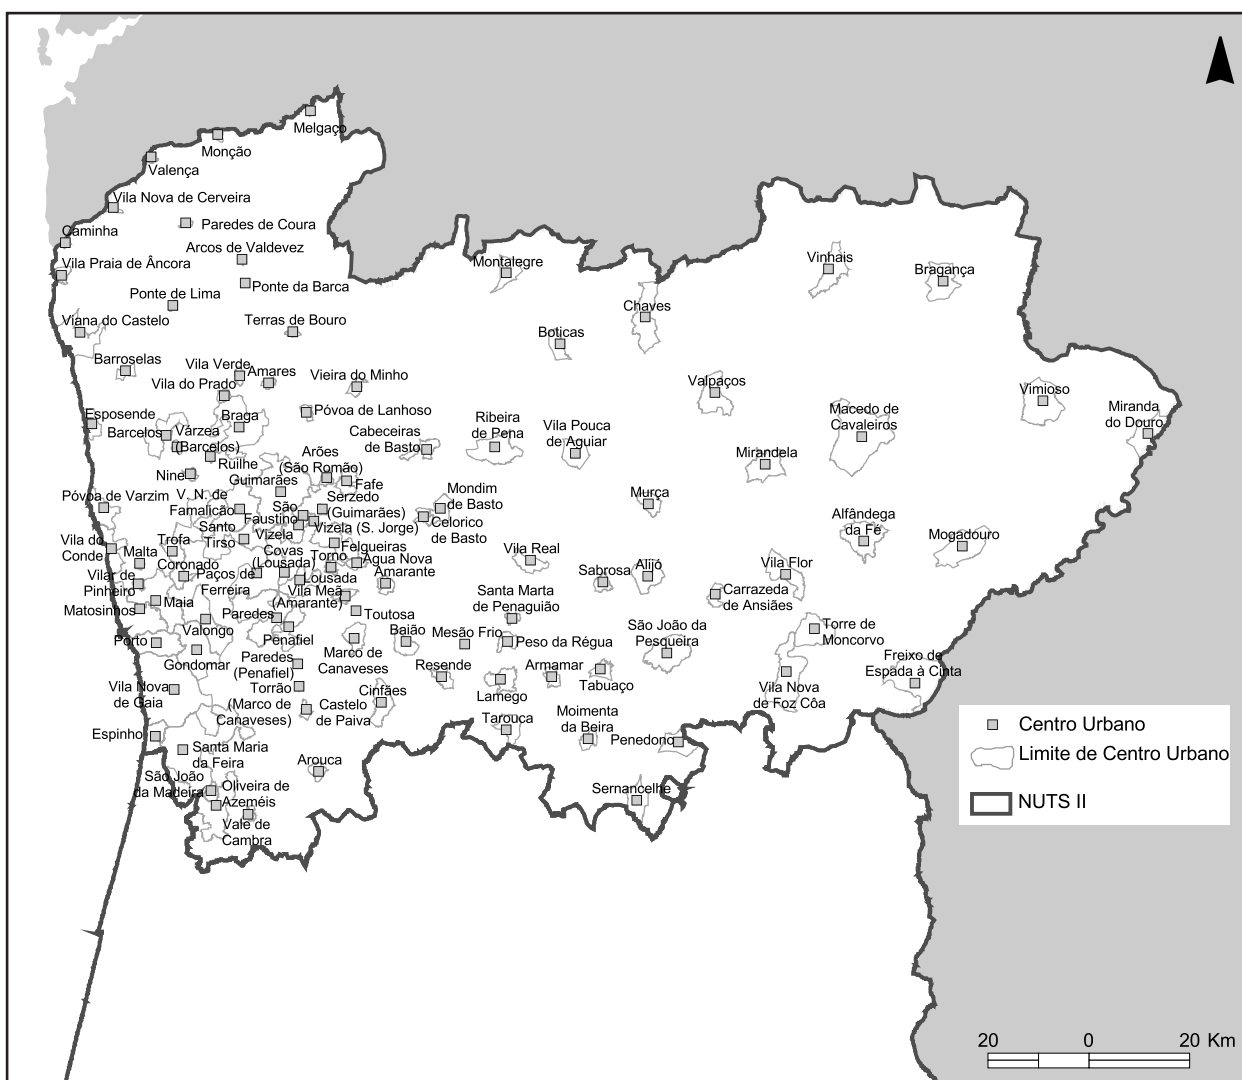 Melgaço
Monção
Valença
Vila Nova de Cerveira
Paredes de Coura
Caminha
Arcos de Valdevez
Vila Praia de Âncora
Ponte da Barca
Ponte de Lima
Viana do Castelo
Terras de Bouro
Montalegre
Chaves
Boticas
Vinhais
Bragança
Barroselas
Vila Verde
Amares
Vila do Prado
Vieira do Minho
Valpaços
Vimioso
Esposende
Barcelos
Várzea
(Barcelos)
Braga
Póvoa de Lanhoso
Cabeceiras
de Basto
Ribeira
de Pena
Vila Pouca
de Aguiar
Macedo de
Cavaleiros
Miranda
do Douro
Mirandela
Arões
(São Romão)
Ruilhe
Nine
Guimarães
Fafe
Póvoa de Varzim
V. N. de
Famalicão
São
Faustino
Serzedo
(Guimarães)
Mondim
de Basto
Murça
Alfândega
da Fé
Mogadouro
Santo
Tirso
Vizela
Vizela (S. Jorge)
Celorico
de Basto
Vila do
Conde
Malta
Trofa
Covas
(Lousada)
Torno
Felgueiras
Água Nova
Amarante
Vila Real
Coronado
Paços de
Ferreira
Lousada
Sabrosa
Alijó
Vila Flor
Vilar de
Pinheiro
Vila Meã
(Amarante)
Santa Marta
de Penaguião
Carrazeda
de Ansiães
Matosinhos
Maia
Valongo
Paredes
Toutosa
Porto
Penafiel
Baião
Mesão Frio
Peso da Régua
São João da
Pesqueira
Torre de
Moncorvo
Gondomar
Paredes
(Penafiel)
Marco de
Canaveses
Resende
Armamar
Freixo de
Espada à Cinta
Vila Nova
de Gaia
Torrão
(Marco de
Canaveses)
Castelo
de Paiva
Cinfães
Lamego
Tabuaço
Vila Nova
de Foz Côa
Espinho
Tarouca
Moimenta
da Beira
Penedono
Santa Maria
da Feira
Arouca
São João
da Madeira
Oliveira de
Azeméis
Sernancelhe
Vale de
Cambra
Centro Urbano
Limite de Centro Urbano
NUTS II
20 0 20 Km